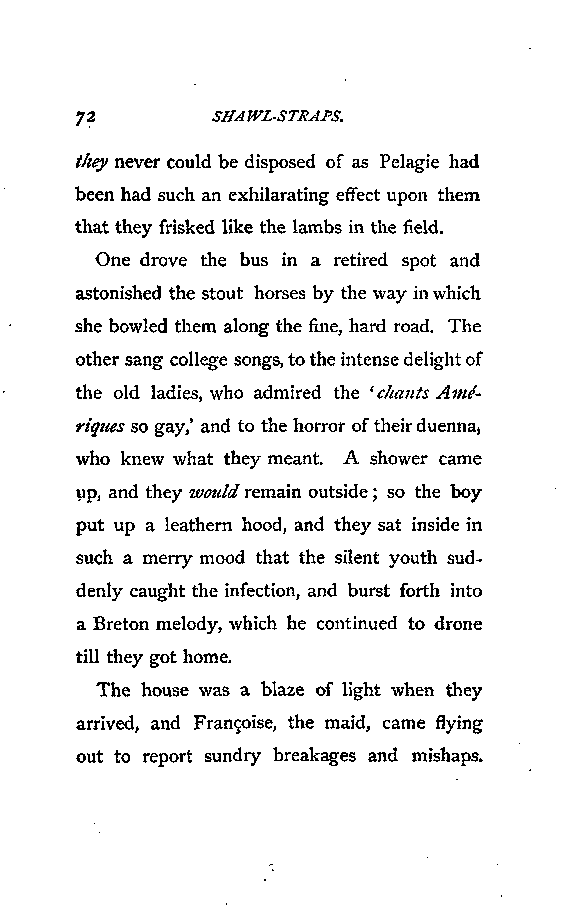 72 SHAWL-STRAPS.
they never could be disposed of as Pelagie had
been had such an exhilarating effect upon them
that they frisked like the lambs in the field.
One drove the bus in a retired spot and
astonished the stout horses by the way in which
she bowled them along the fine, hard road. The
other sang college songs, to the intense delight of
the old ladies, who admired the ‘chants Amé-
riques so gay,’ and to the horror of their duenna,
who knew what they meant. A shower came
up, and they would remain outside; so the boy
put up a leathern hood, and they sat inside in
such a merry mood that the silent youth sud-
denly caught the infection, and burst forth into
a Breton melody, which he continued to drone
till they got home.
The house was a blaze of light when they
arrived, and Françoise, the maid, came flying
out to report sundry breakages and mishaps.